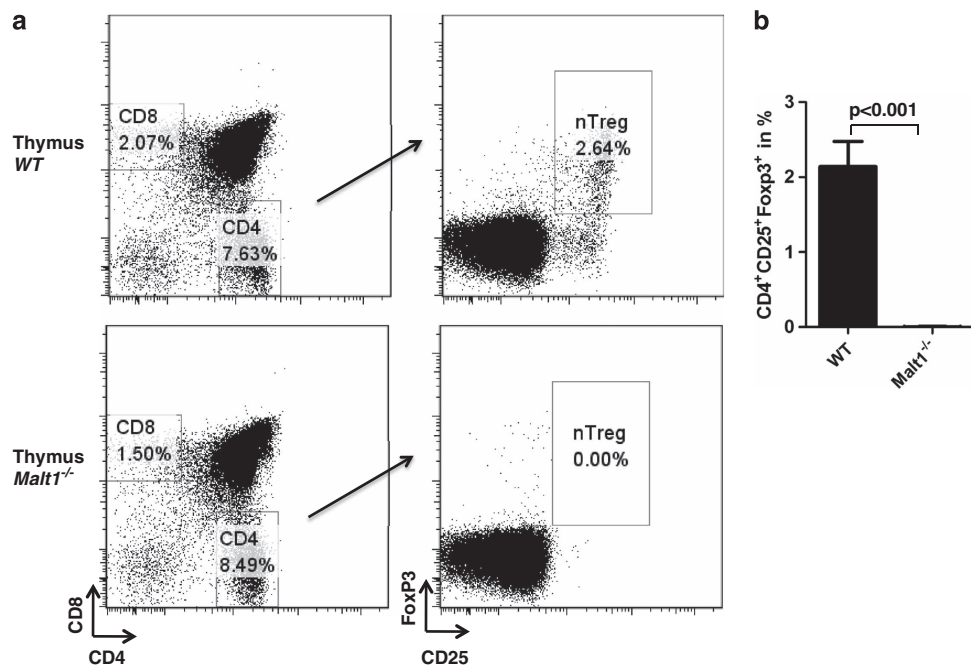 a
b
Thymus
WT
CD8
2.07%
CD4
7.63%
nTreg
2.64%
Thymus
Malt1-/-
CD8
1.50%
CD4
8.49%
nTreg
0.00%
CD8
CD4
FoxP3
CD25
CD4+CD25+Foxp3+ in %
3
2
1
0
p<0.001
WT
Malt1-/-